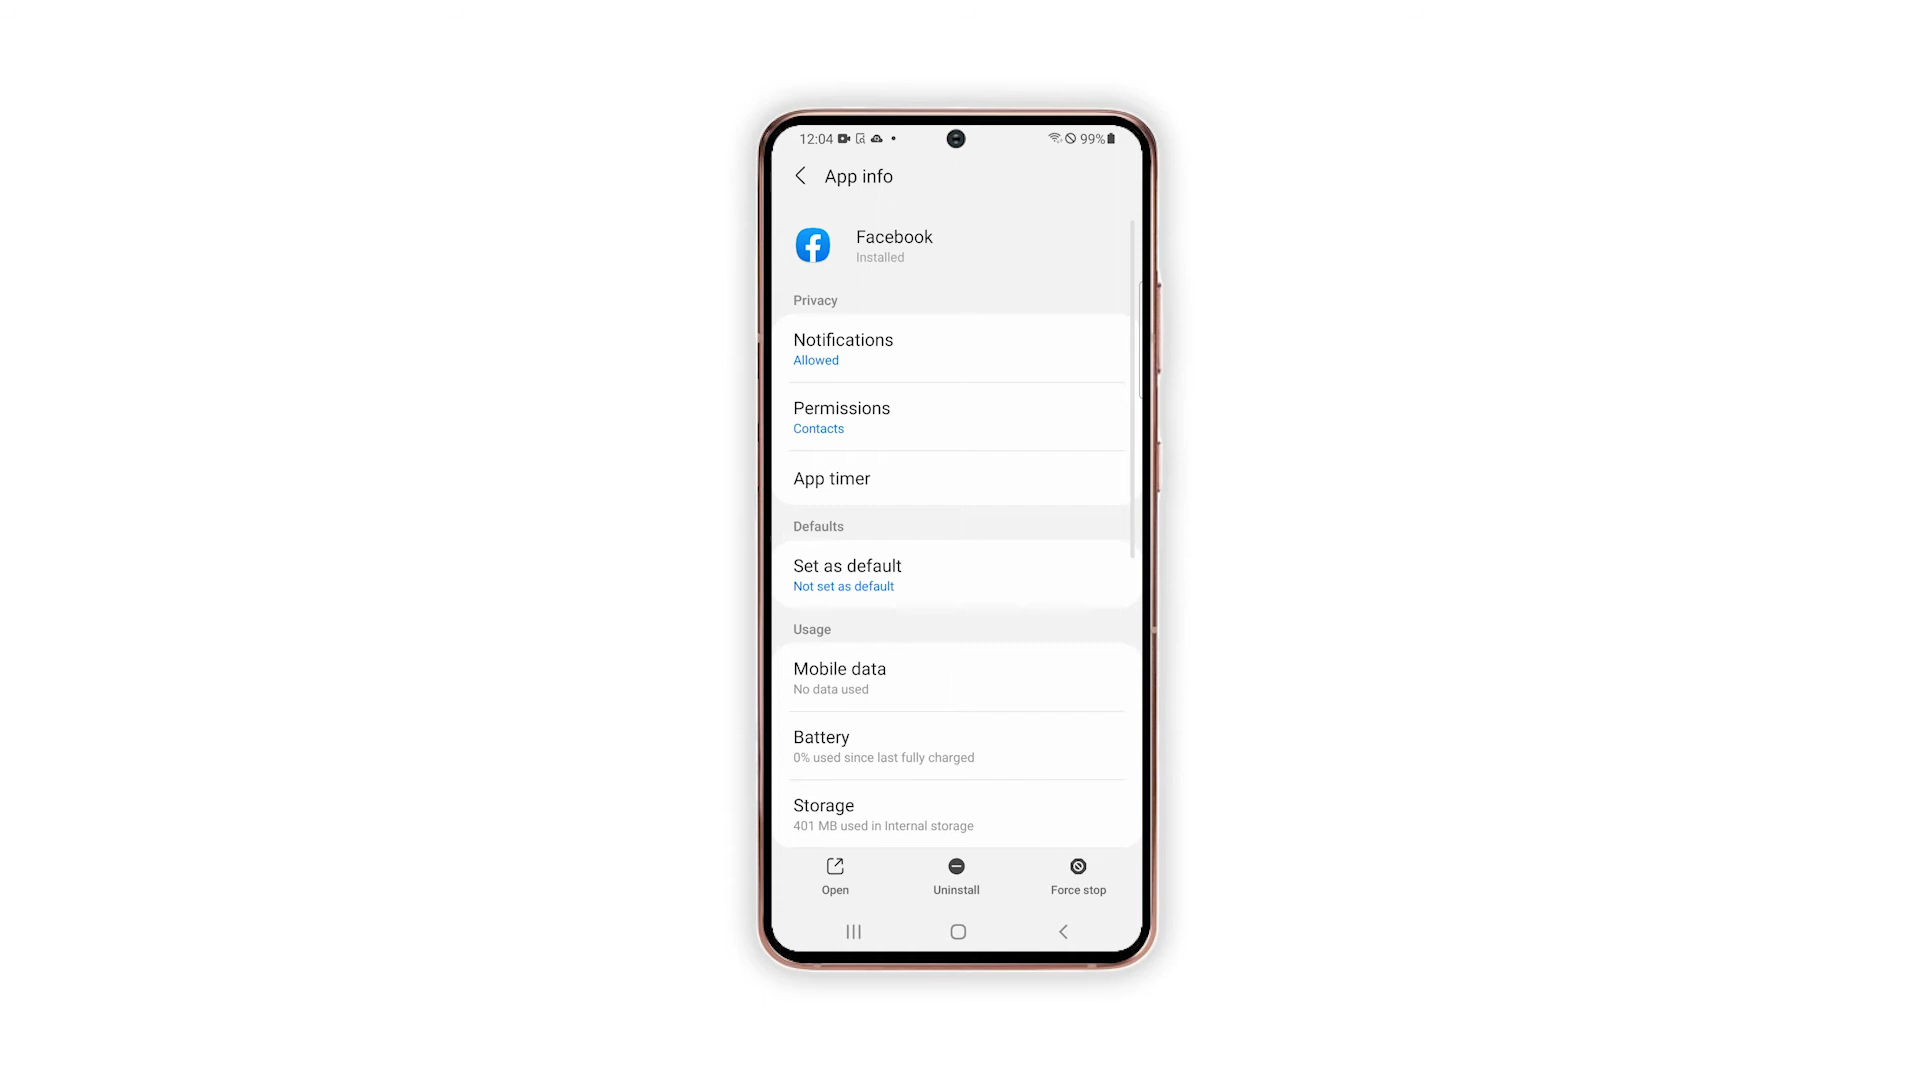 12:04 99%
App info
Facebook
Installed
Privacy
Notifications
Allowed
Permissions
Contacts
App timer
Defaults
Set as default
Not set as default
Usage
Mobile data
No data used
Battery
0% used since last fully charged
Storage
401 MB used in Internal storage
Open Uninstall Force stop